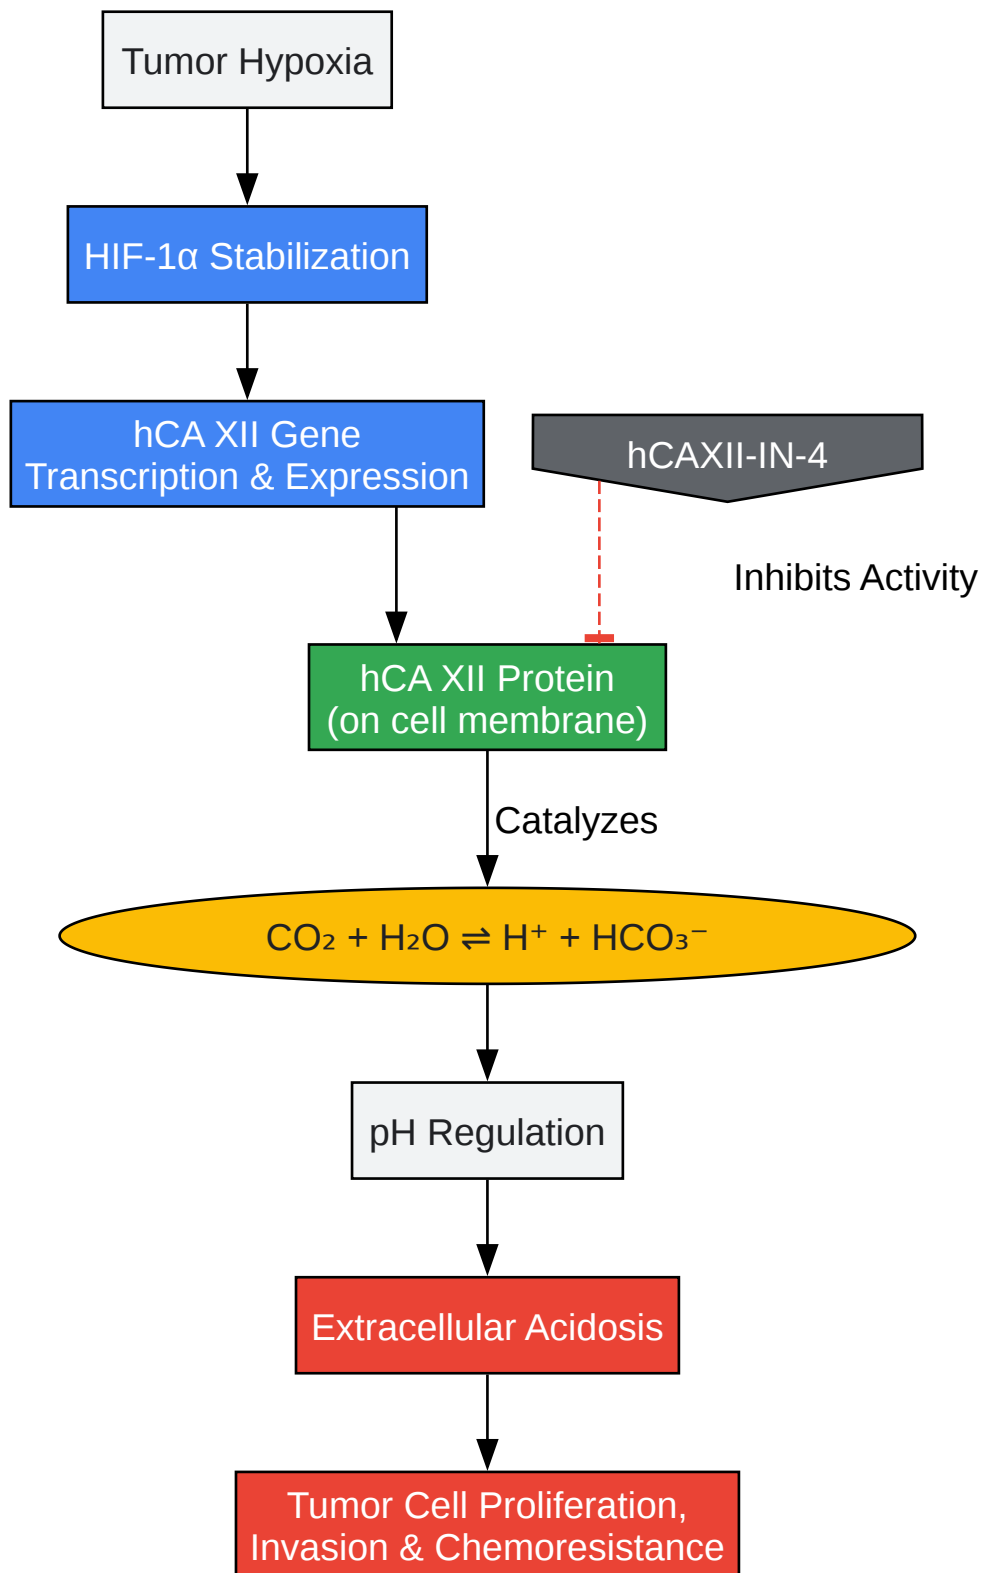 Tumor Hypoxia
HIF-1α Stabilization
hCA XII Gene
Transcription & Expression
hCAXII-IN-4
Inhibits Activity
hCA XII Protein
(on cell membrane)
Catalyzes
CO₂ + H₂O ⇌ H⁺ + HCO₃⁻
pH Regulation
Extracellular Acidosis
Tumor Cell Proliferation,
Invasion & Chemoresistance